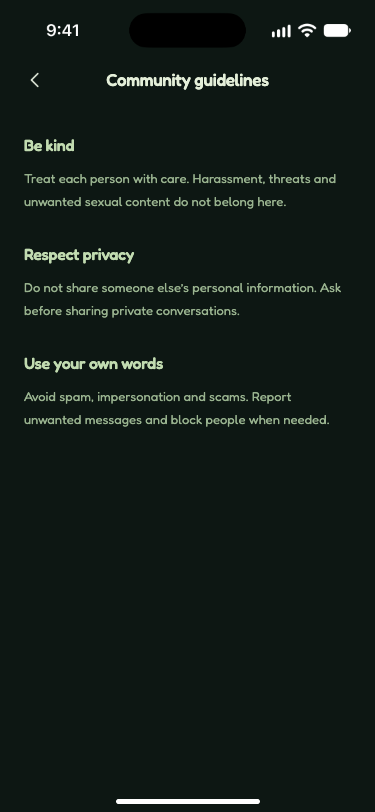 9:41
Community guidelines
Be kind
Treat each person with care. Harassment, threats and
unwanted sexual content do not belong here.
Respect privacy
Do not share someone else's personal information. Ask
before sharing private conversations.
Use your own words
Avoid spam, impersonation and scams. Report
unwanted messages and block people when needed.